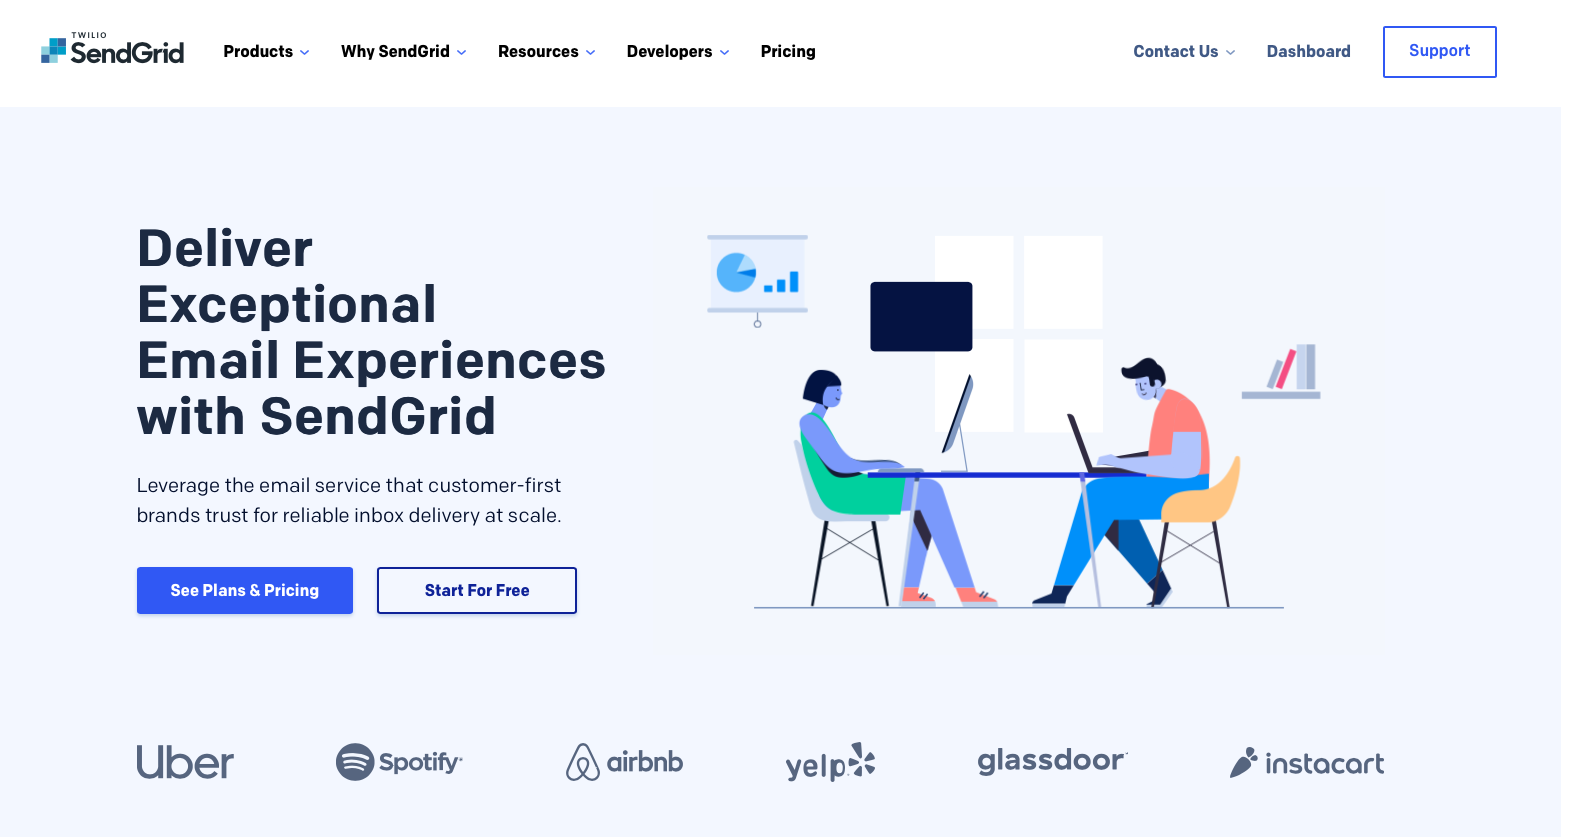 TWILIO
SendGrid
Products
Why SendGrid
Resources
Developers
Pricing
Contact Us
Dashboard
Support
Deliver
Exceptional
Email Experiences
with SendGrid
Leverage the email service that customer-first
brands trust for reliable inbox delivery at scale.
See Plans & Pricing
Start For Free
Uber
Spotify
airbnb
yelp
glassdoor
instacart